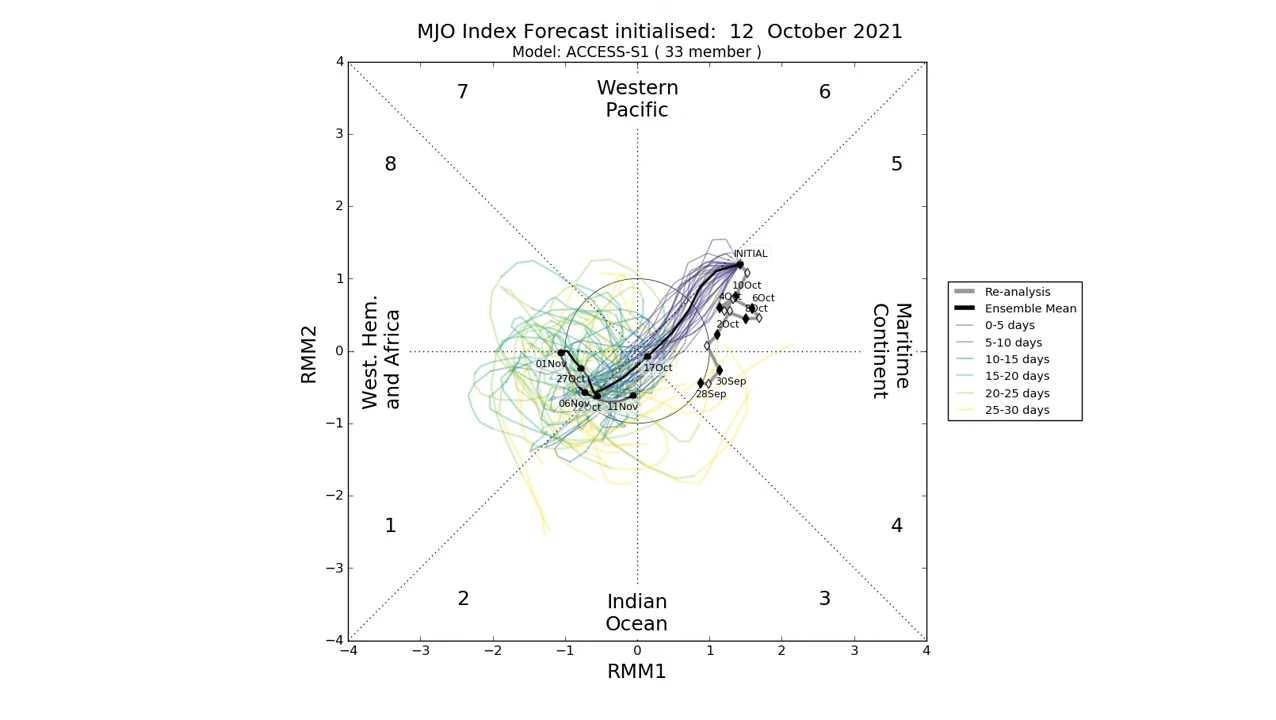 MJO Index Forecast initialised: 12 October 2021
Model: ACCESS-S1 ( 33 member )
4
3
2
1
0
−1
−2
−3
−4
RMM2
7
Western
Pacific
6
8
5
West. Hem.
and Africa
Maritime
Continent
INITIAL
10Oct
4Oct
6Oct
8Oct
2Oct
17Oct
30Sep
28Sep
01Nov
27Oct
06Nov
22Oct
11Nov
1
4
2
Indian
Ocean
3
−4
−3
−2
−1
0
1
2
3
4
RMM1
Re-analysis
Ensemble Mean
0-5 days
5-10 days
10-15 days
15-20 days
20-25 days
25-30 days